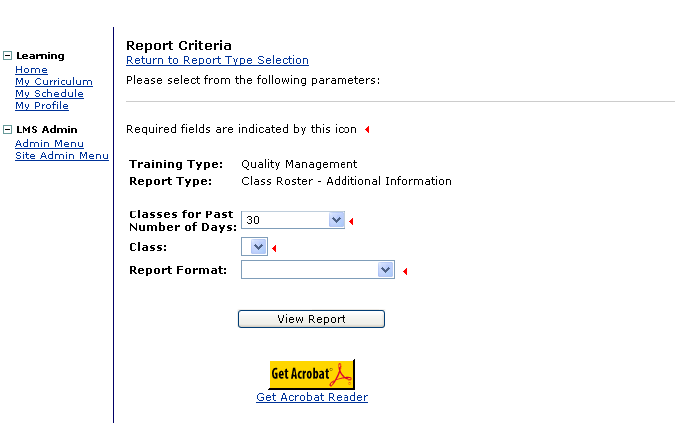 Learning
Home
My Curriculum
My Schedule
My Profile
LMS Admin
Admin Menu
Site Admin Menu
Report Criteria
Return to Report Type Selection
Please select from the following parameters:
Required fields are indicated by this icon
Training Type: Quality Management
Report Type: Class Roster - Additional Information
Classes for Past
Number of Days: 30
Class:
Report Format:
View Report
Get Acrobat
Get Acrobat Reader